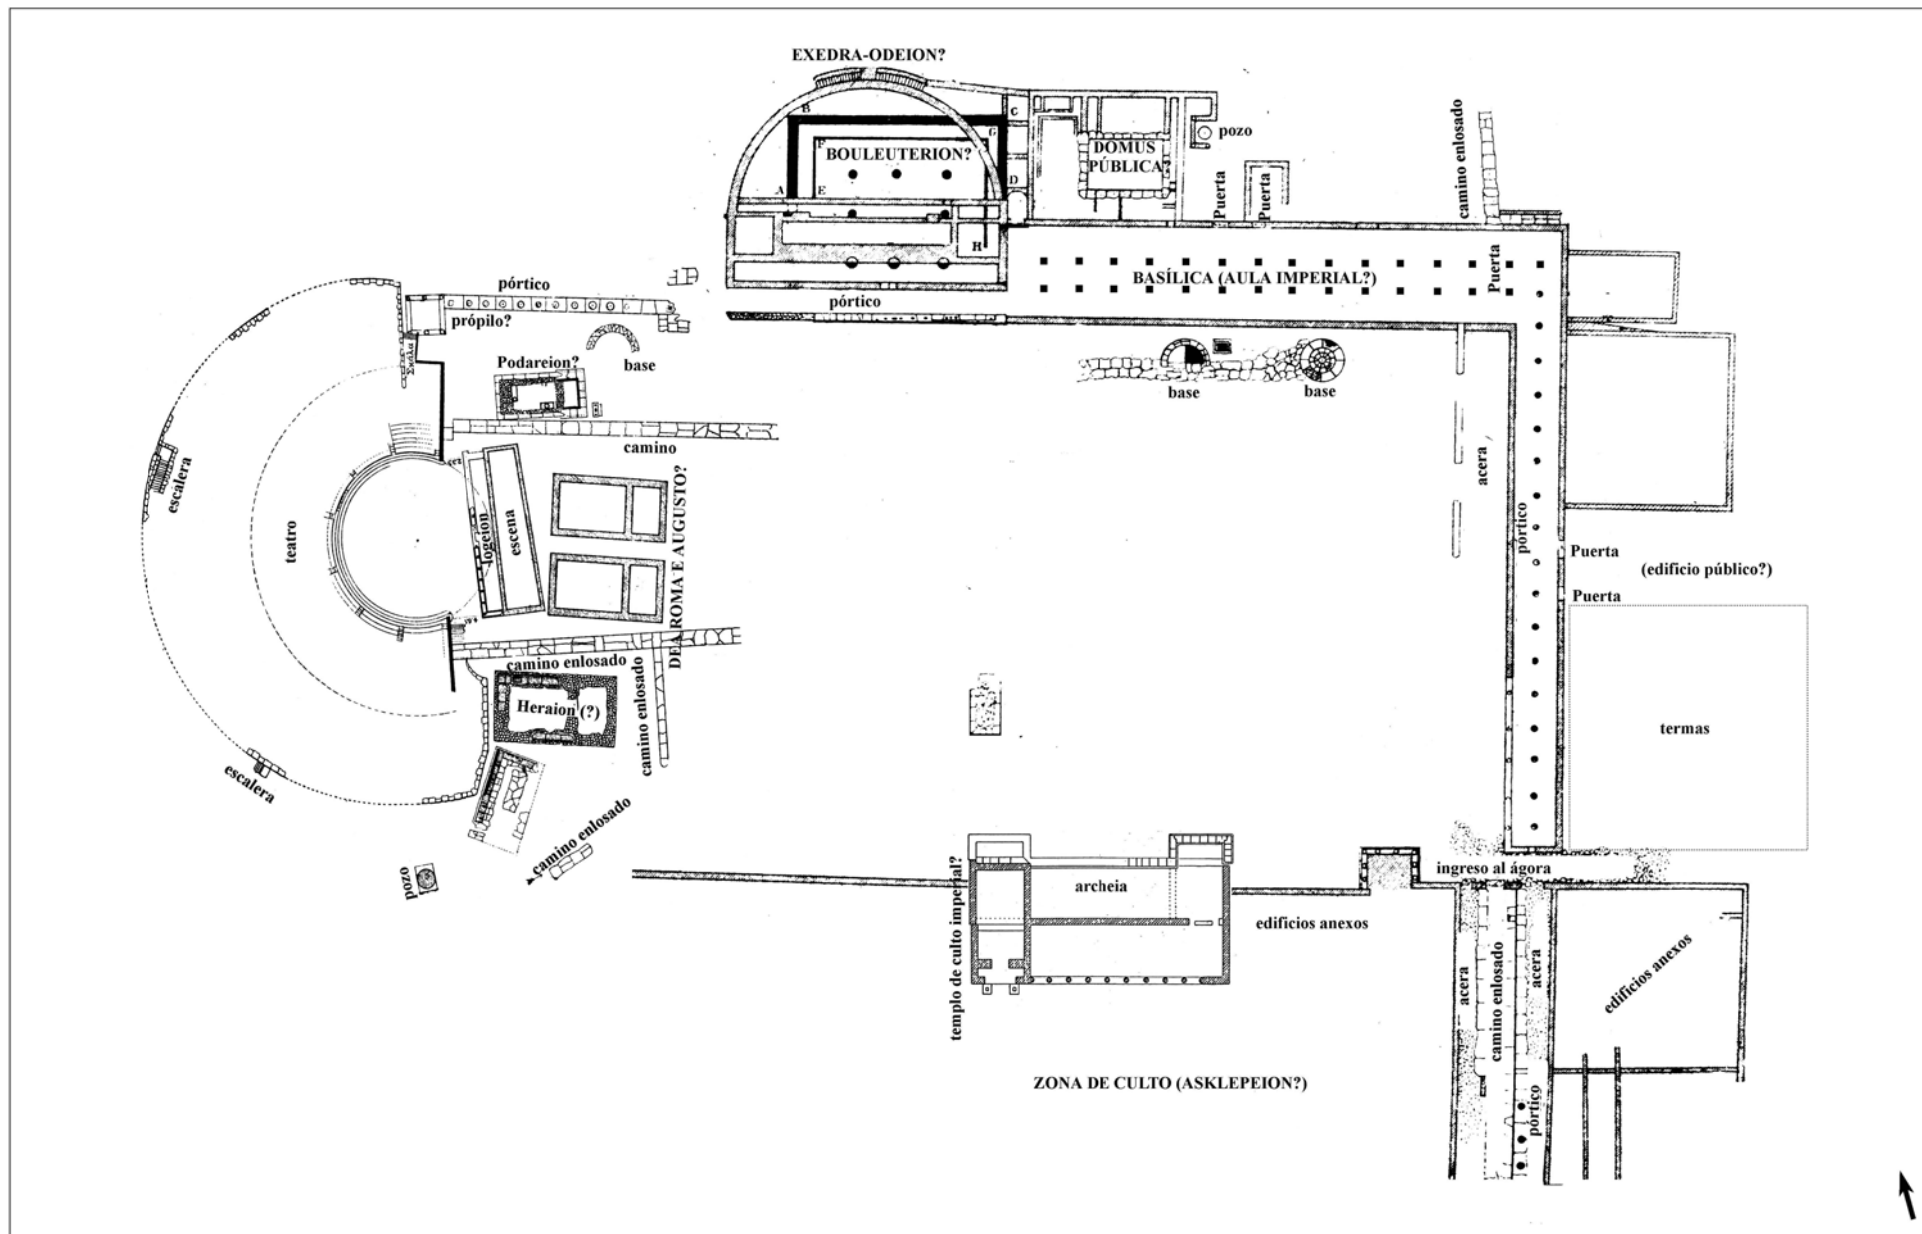 EXEDRA-ODEION?
B
C
G
F
BOULEUTERION?
A
E
D
H
DOMUS
PÚBLICA?
pozo
Puerta
Puerta
camino enlosado
Puerta
BASÍLICA (AULA IMPERIAL?)
pórtico
pórtico
própilo?
Σκάλα
base
Podareion?
base
base
camino
acera
escalera
teatro
logeion
escena
DEA ROMA E AUGUSTO?
pórtico
Puerta
(edificio público?)
Puerta
camino enlosado
Heraion (?)
camino enlosado
termas
escalera
camino enlosado
pozo
templo de culto imperial?
archeia
edificios anexos
ingreso al ágora
acera
camino enlosado
acera
edificios anexos
ZONA DE CULTO (ASKLEPEION?)
pórtico